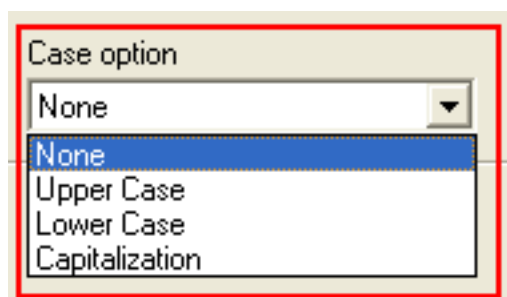 Case option
None
None
Upper Case
Lower Case
Capitalization